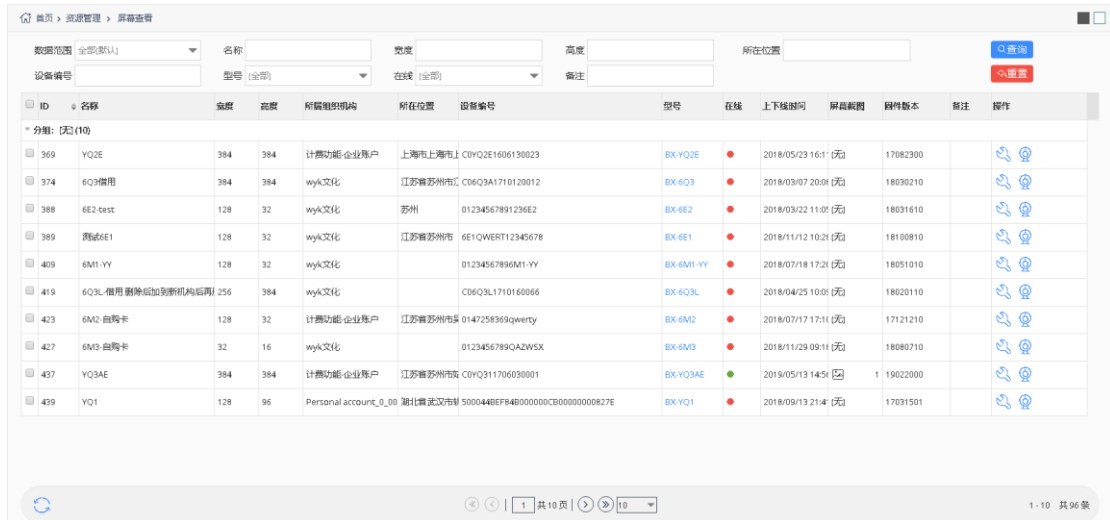 首页 › 资源管理 › 屏幕查看
数据范围 全部(默认) 名称 宽度 高度 所在位置 查询
设备编号 型号 [全部] 在线 [全部] 备注 重置
ID 名称 宽度 高度 所属组织机构 所在位置 设备编号 型号 在线 上下线时间 屏幕截图 固件版本 备注 操作
分组: [无] (10)
369 YQ2E 384 384 计费功能-企业账户 上海市上海市上 C0YQ2E1606130023 BX-YQ2E 2018/05/23 16:1 [无] 17082300
374 6Q3借用 384 384 wyk文化 江苏省苏州市 C06Q3A1710120012 BX-6Q3 2018/03/07 20:0 [无] 18030210
388 6E2-test 128 32 wyk文化 苏州 01234567891236E2 BX-6E2 2018/03/22 11:0 [无] 18031610
389 测试6E1 128 32 wyk文化 江苏省苏州市 6E1QWERT12345678 BX-6E1 2018/11/12 10:2 [无] 18100810
409 6M1-YY 128 32 wyk文化 01234567896M1-YY BX-6M1-YY 2018/07/18 17:2 [无] 18051010
419 6Q3L-借用 删除后加到新机构后再 256 384 wyk文化 C06Q3L1710160066 BX-6Q3L 2018/04/25 10:0 [无] 18020110
423 6M2-自购卡 128 32 计费功能-企业账户 江苏省苏州市 0147258369qwerty BX-6M2 2018/07/17 17:1 [无] 17121210
427 6M3-自购卡 32 16 wyk文化 0123456789QAZWSX BX-6M3 2018/11/29 09:1 [无] 18080710
437 YQ3AE 384 384 计费功能-企业账户 江苏省苏州市 C0YQ311706030001 BX-YQ3AE 2019/05/13 14:5 1 19022000
439 YQ1 128 96 Personal account_0_00 湖北省武汉市 500044BEF84B000000CB00000000827E BX-YQ1 2018/09/13 21:4 [无] 17031501
1 共10页 10 1 - 10 共96条